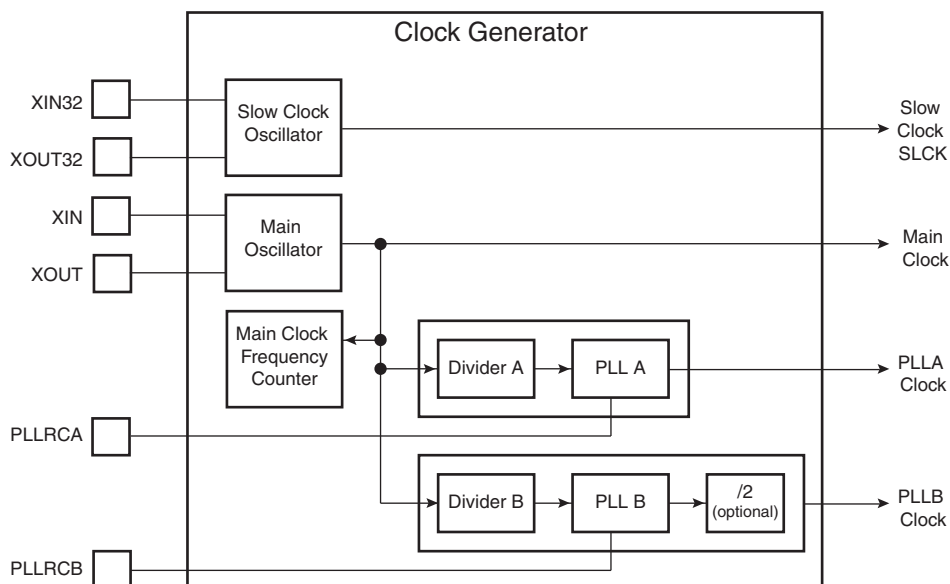 Clock Generator
XIN32
XOUT32
XIN
XOUT
PLLRCA
PLLRCB
Slow Clock
Oscillator
Main
Oscillator
Main Clock
Frequency
Counter
Divider A
PLL A
Divider B
PLL B
/2
(optional)
Slow
Clock
SLCK
Main
Clock
PLLA
Clock
PLLB
Clock